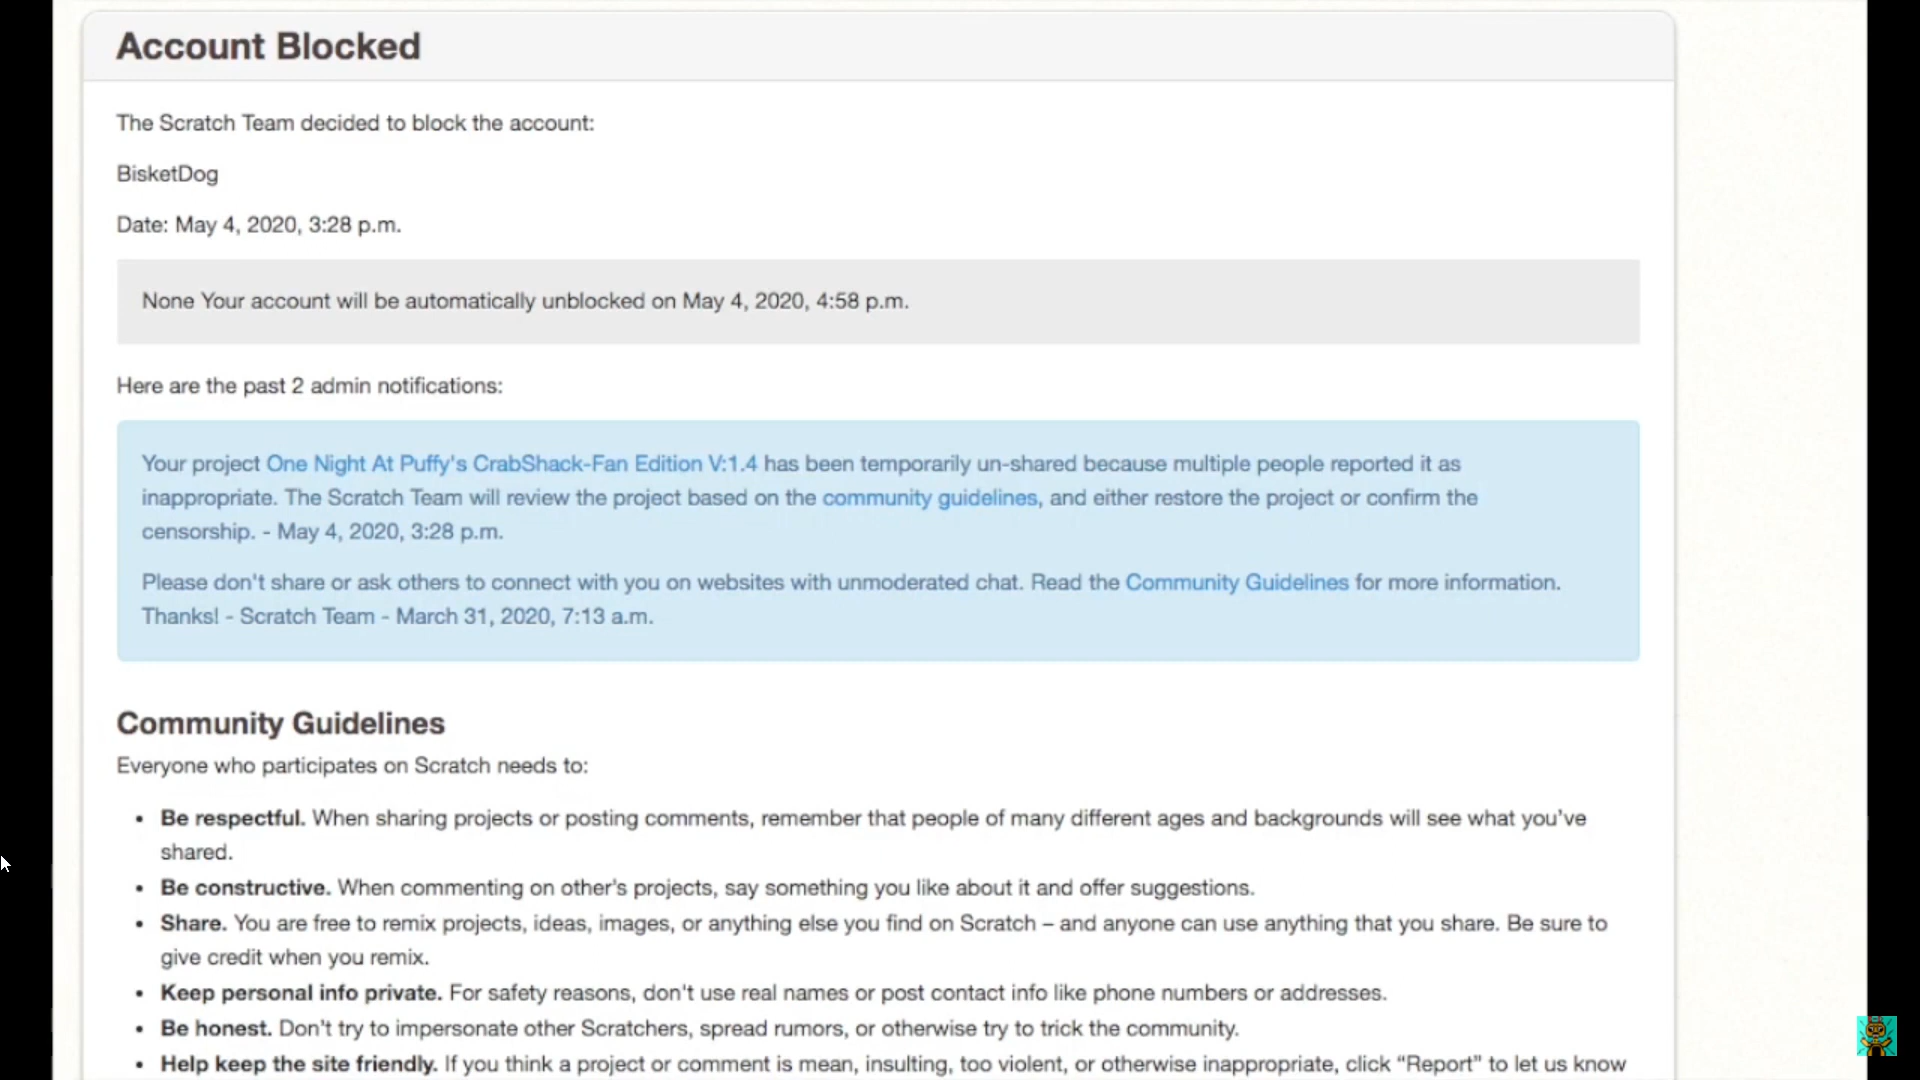 Account Blocked
The Scratch Team decided to block the account:
BisketDog
Date: May 4, 2020, 3:28 p.m.
None Your account will be automatically unblocked on May 4, 2020, 4:58 p.m.
Here are the past 2 admin notifications:
Your project One Night At Puffy's CrabShack-Fan Edition V:1.4 has been temporarily un-shared because multiple people reported it as
inappropriate. The Scratch Team will review the project based on the community guidelines, and either restore the project or confirm the
censorship. - May 4, 2020, 3:28 p.m.
Please don't share or ask others to connect with you on websites with unmoderated chat. Read the Community Guidelines for more information.
Thanks! - Scratch Team - March 31, 2020, 7:13 a.m.
Community Guidelines
Everyone who participates on Scratch needs to:
• Be respectful. When sharing projects or posting comments, remember that people of many different ages and backgrounds will see what you've
shared.
• Be constructive. When commenting on other's projects, say something you like about it and offer suggestions.
• Share. You are free to remix projects, ideas, images, or anything else you find on Scratch – and anyone can use anything that you share. Be sure to
give credit when you remix.
• Keep personal info private. For safety reasons, don't use real names or post contact info like phone numbers or addresses.
• Be honest. Don't try to impersonate other Scratchers, spread rumors, or otherwise try to trick the community.
• Help keep the site friendly. If you think a project or comment is mean, insulting, too violent, or otherwise inappropriate, click “Report” to let us know